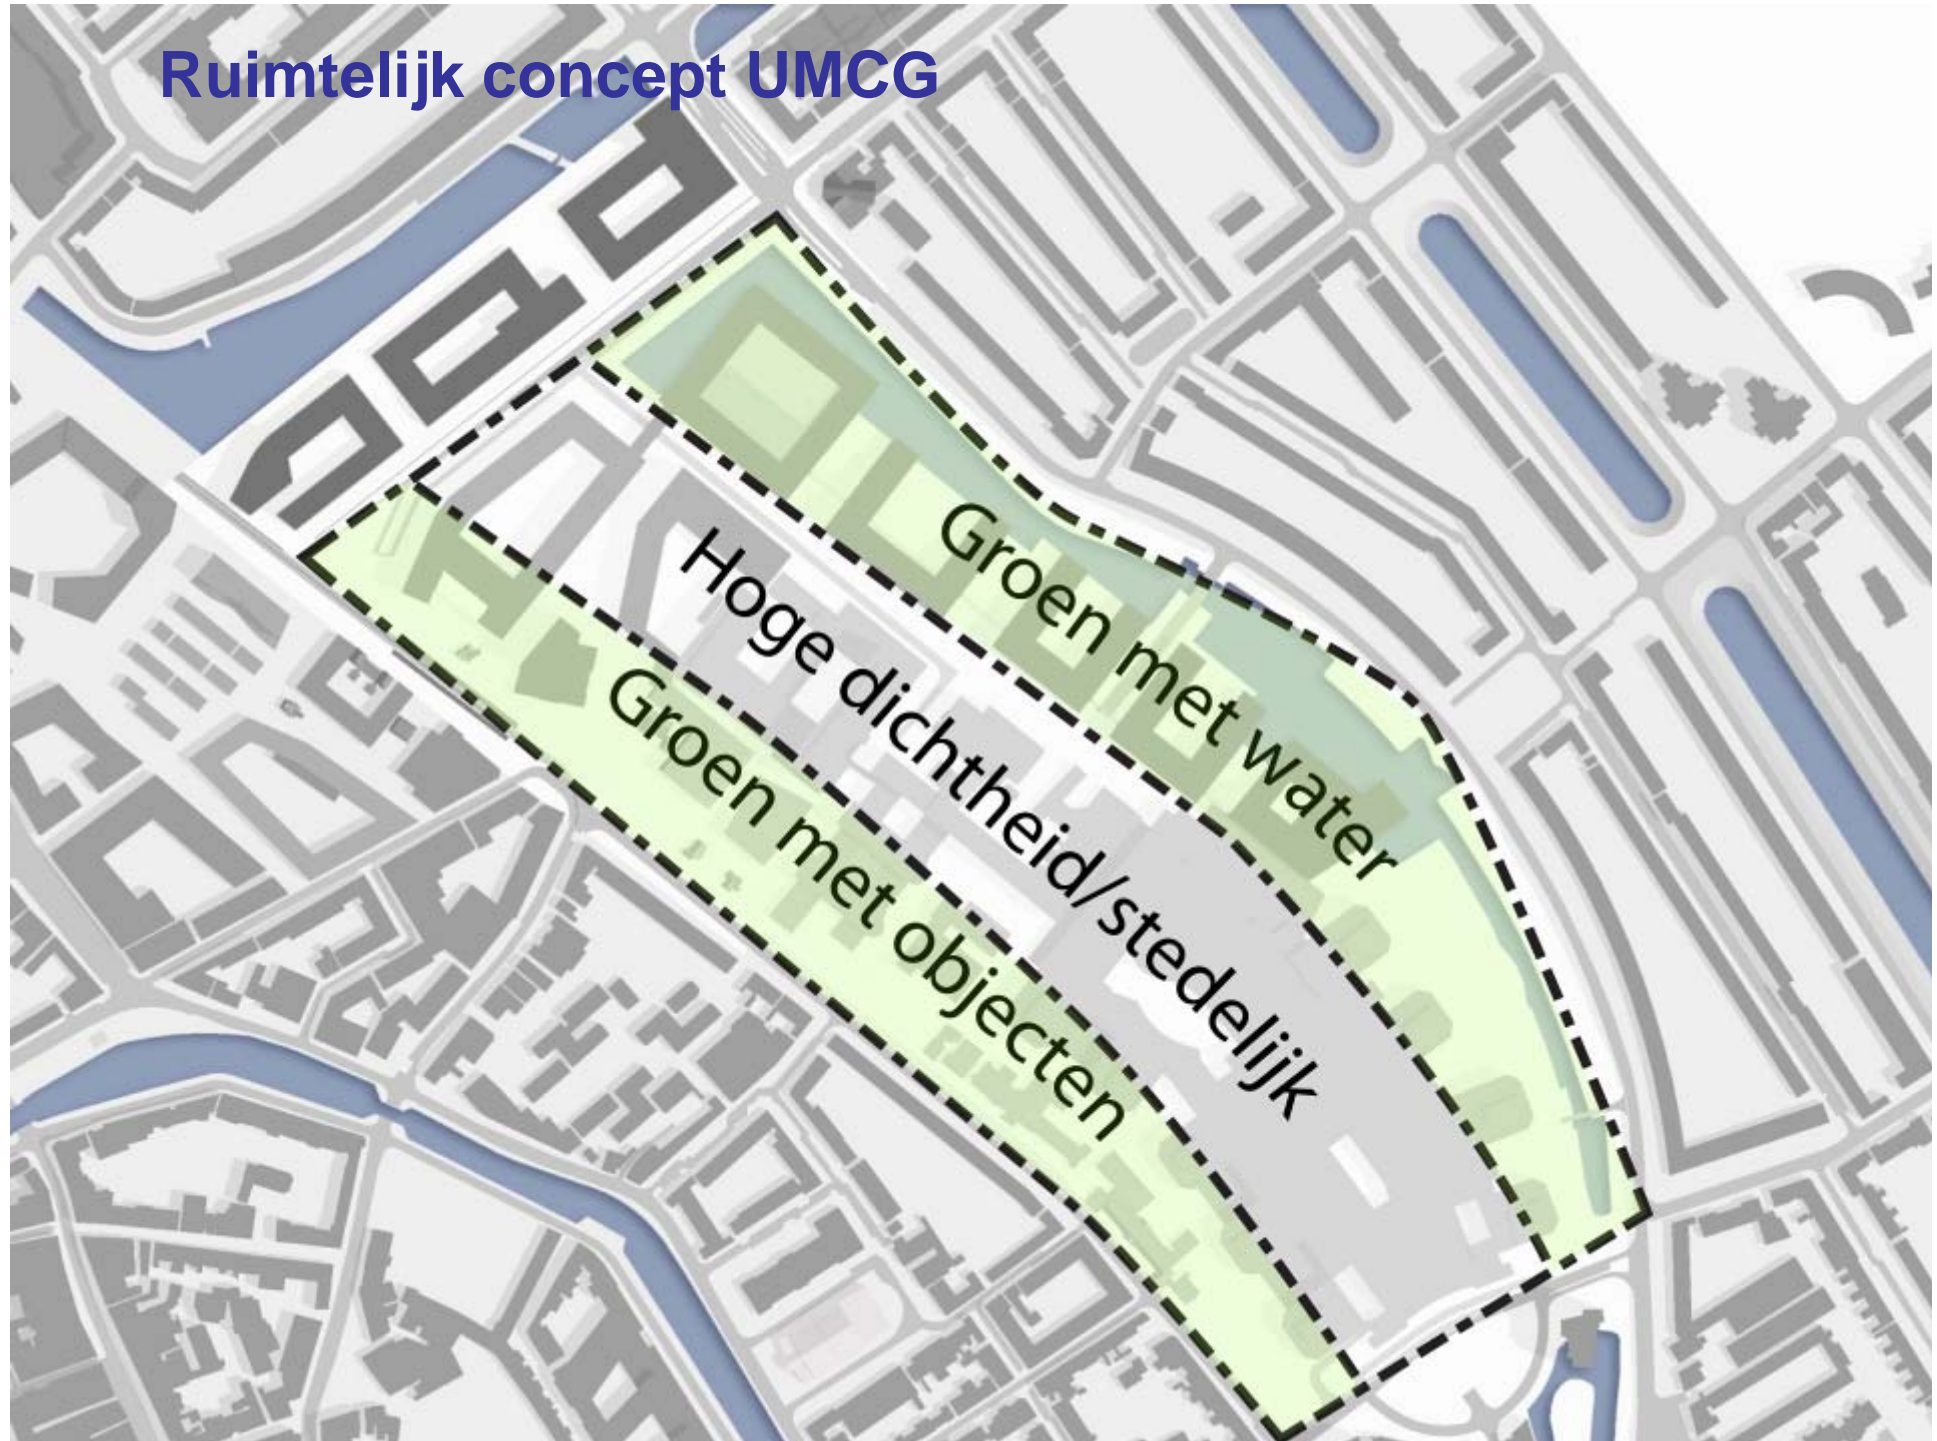 Ruimtelijk concept UMCG
Groen met water
Hoge dichtheid/stedelijk
Groen met objecten